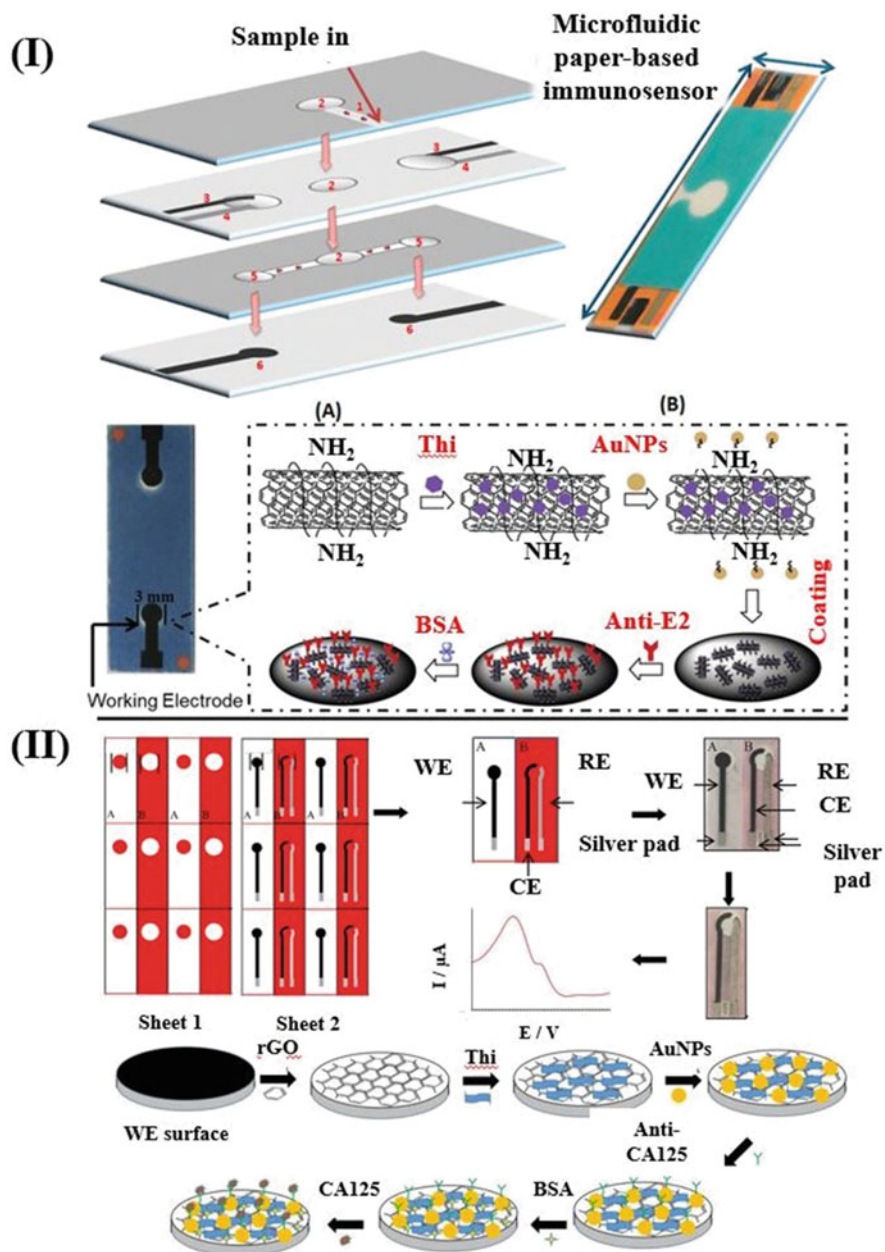 (I)
Sample in
Microfluidic
paper-based
immunosensor
2
1
3
4
2
3
4
5
2
5
6
6
(A)
(B)
NH2
Thi
NH2
AuNPs
NH2
NH2
NH2
NH2
Coating
3 mm
BSA
Anti-E2
Working Electrode
(II)
A
B
A
B
A
B
A
B
WE
A
B
RE
Silver pad
CE
WE
A
B
RE
CE
Silver
pad
I / µA
E / V
Sheet 1
Sheet 2
rGO
Thi
AuNPs
WE surface
Anti-
CA125
CA125
BSA